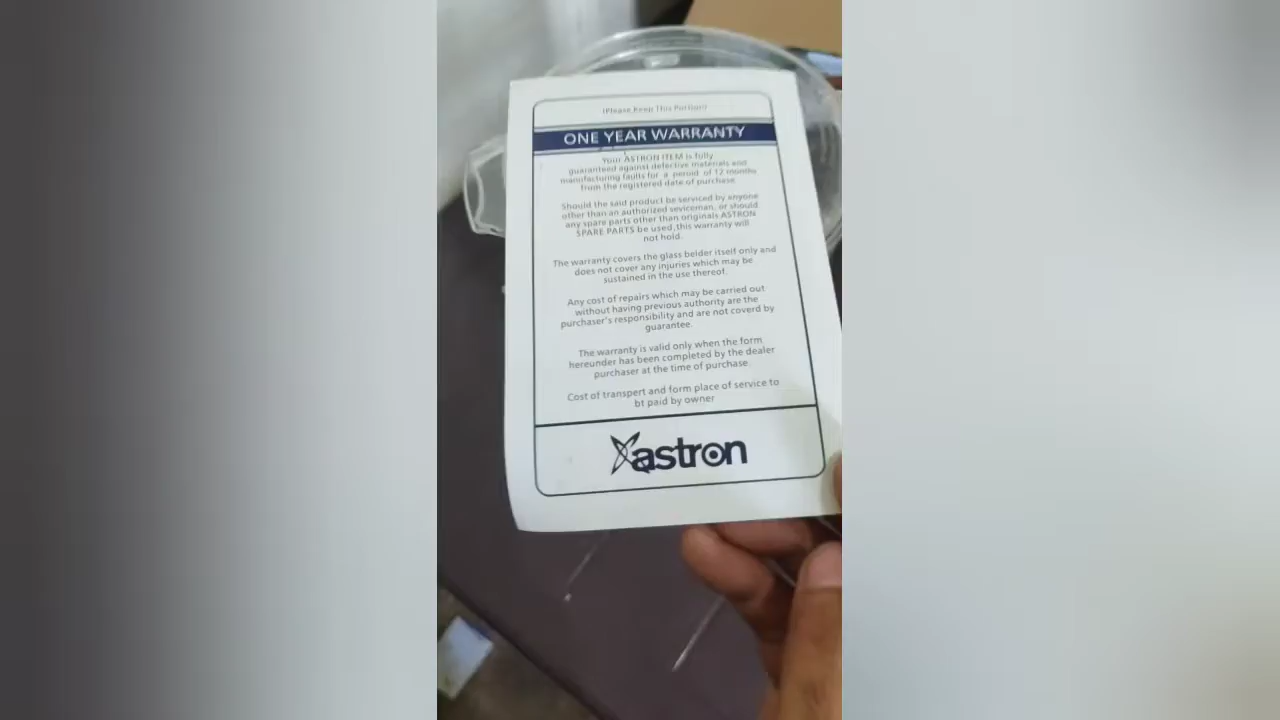 (Please Keep This Portion)
ONE YEAR WARRANTY
Your ASTRON ITEM is fully
guaranteed against defective materials and
manufacturing faults for a peroid of 12 months
from the registered date of purchase
Should the said product be serviced by anyone
other than an authorized seviceman, or should
any spare parts other than originals ASTRON
SPARE PARTS be used,this warranty will
not hold.
The warranty covers the glass belder itself only and
does not cover any injuries which may be
sustained in the use thereof.
Any cost of repairs which may be carried out
without having previous authority are the
purchaser's responsibility and are not coverd by
guarantee.
The warranty is valid only when the form
hereunder has been completed by the dealer
purchaser at the time of purchase
Cost of transpert and form place of service to
bt paid by owner
astron